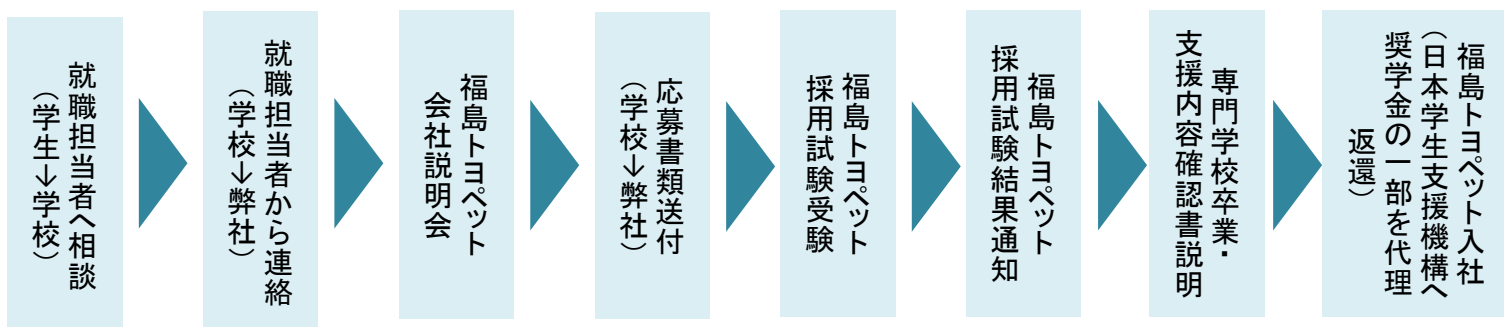 就職担当者へ相談
（学生→学校）
就職担当者から連絡
（学校→弊社）
福島トヨペット
会社説明会
応募書類送付
（学校→弊社）
福島トヨペット
採用試験受験
福島トヨペット
採用試験結果通知
専門学校卒業・
支援内容確認書説明
福島トヨペット入社
（日本学生支援機構へ
奨学金の一部を代理
返還）